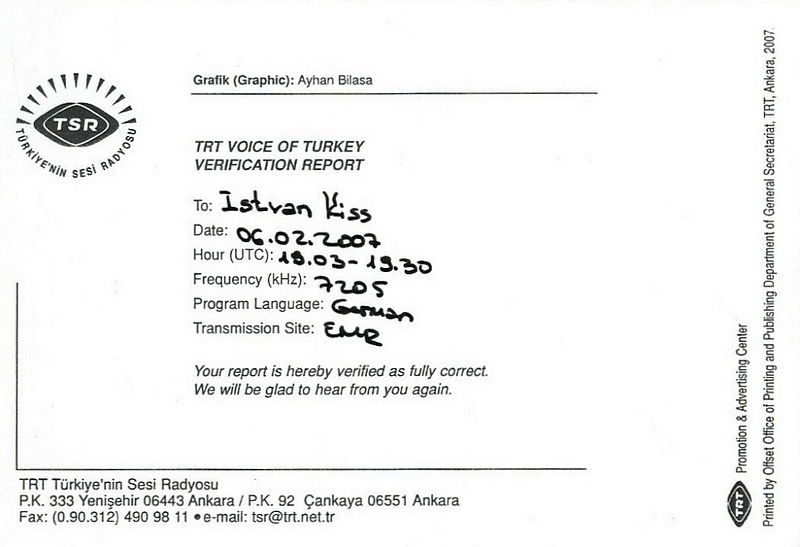 Grafik (Graphic): Ayhan Bilasa
TSR
TÜRKİYE'NİN SESİ RADYOSU
TRT VOICE OF TURKEY
VERIFICATION REPORT
To: Istvan Kiss
Date: 06.02.2007
Hour (UTC): 19.03-19.30
Frequency (kHz): 7205
Program Language: German
Transmission Site: EMR
Your report is hereby verified as fully correct.
We will be glad to hear from you again.
TRT Türkiye'nin Sesi Radyosu
P.K. 333 Yenişehir 06443 Ankara / P.K. 92 Çankaya 06551 Ankara
Fax: (0.90.312) 490 98 11 • e-mail: tsr@trt.net.tr
TRT Promotion & Advertising Center
Printed by Offset Office of Printing and Publishing Department of General Secretariat, TRT, Ankara, 2007.